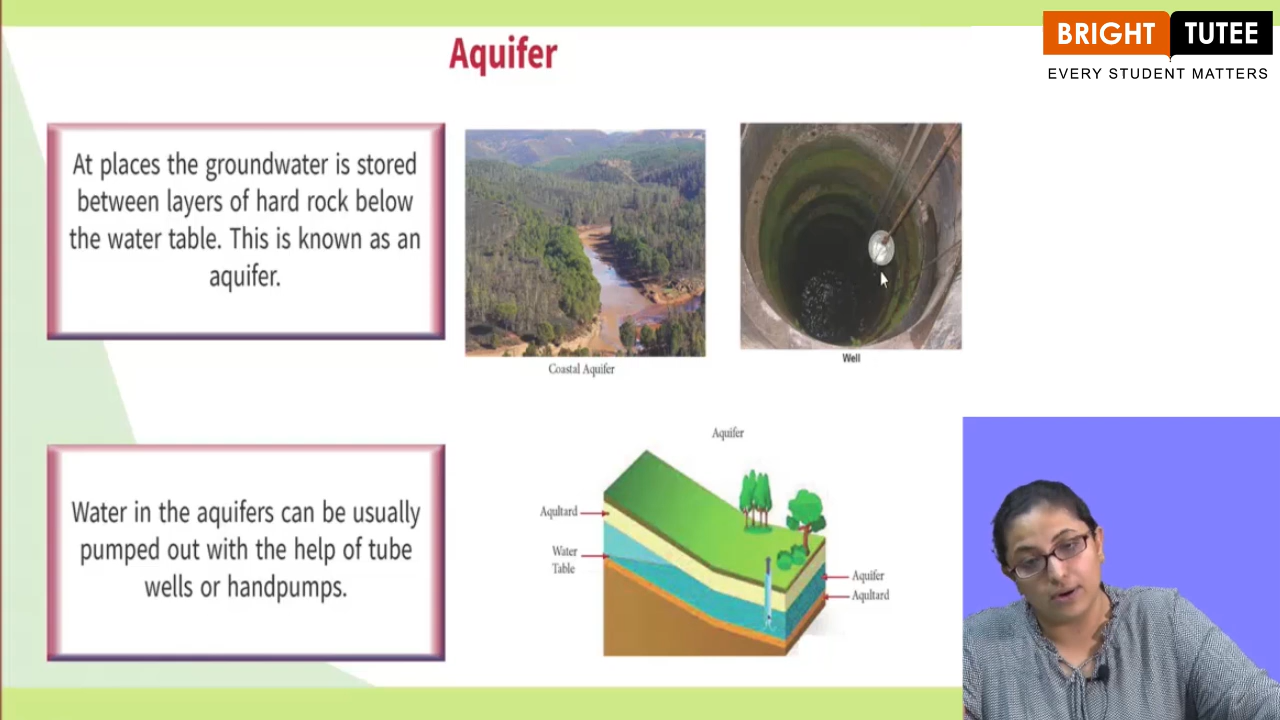 Aquifer
BRIGHT TUTEE
EVERY STUDENT MATTERS
At places the groundwater is stored
between layers of hard rock below
the water table. This is known as an
aquifer.
Coastal Aquifer
Well
Water in the aquifers can be usually
pumped out with the help of tube
wells or handpumps.
Aquifer
Aqultard
Water
Table
Aquifer
Aqultard